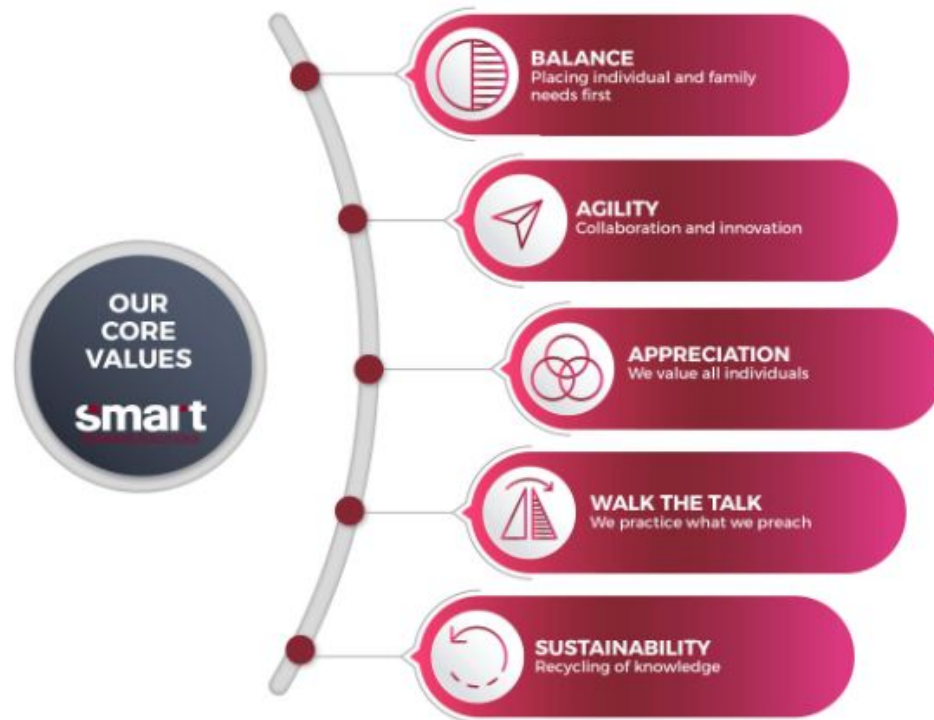 OUR
CORE
VALUES
smart
BALANCE
Placing individual and family
needs first
AGILITY
Collaboration and innovation
APPRECIATION
We value all individuals
WALK THE TALK
We practice what we preach
SUSTAINABILITY
Recycling of knowledge